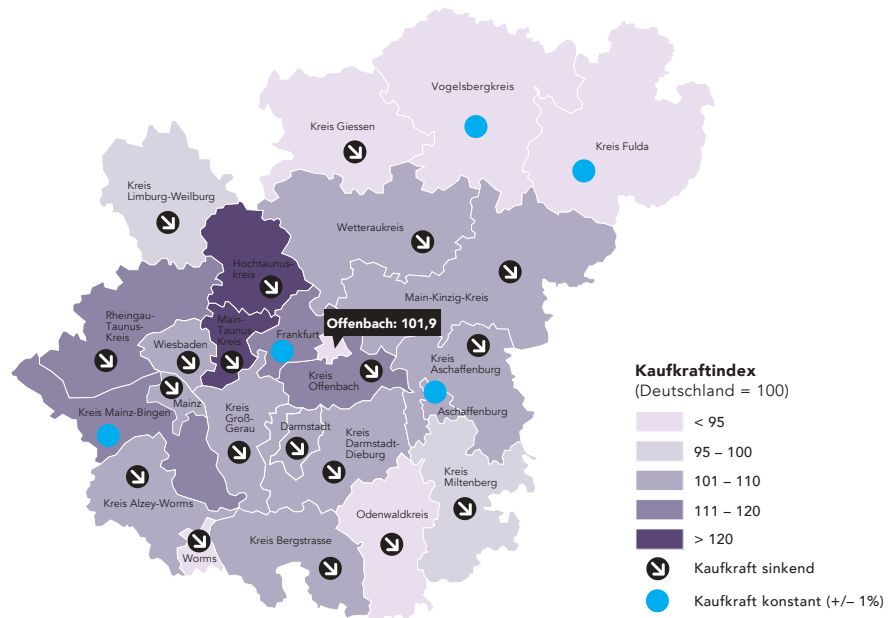 Vogelsbergkreis
Kreis Giessen
Kreis Fulda
Kreis
Limburg-Weilburg
Wetteraukreis
Hochtaunus-
kreis
Main-Kinzig-Kreis
Rheingau-
Taunus-
Kreis
Main-
Taunus
Kreis
Offenbach: 101,9
Frankfurt
Wiesbaden
Kreis
Aschaffenburg
Kreis
Offenbach
Mainz
Kreis Mainz-Bingen
Kreis
Groß-
Gerau
Aschaffenburg
Darmstadt
Kreis
Darmstadt-
Dieburg
Kreis
Miltenberg
Kreis Alzey-Worms
Odenwaldkreis
Kreis Bergstrasse
Worms
Kaufkraftindex
(Deutschland = 100)
< 95
95 – 100
101 – 110
111 – 120
> 120
Kaufkraft sinkend
Kaufkraft konstant (+/– 1%)